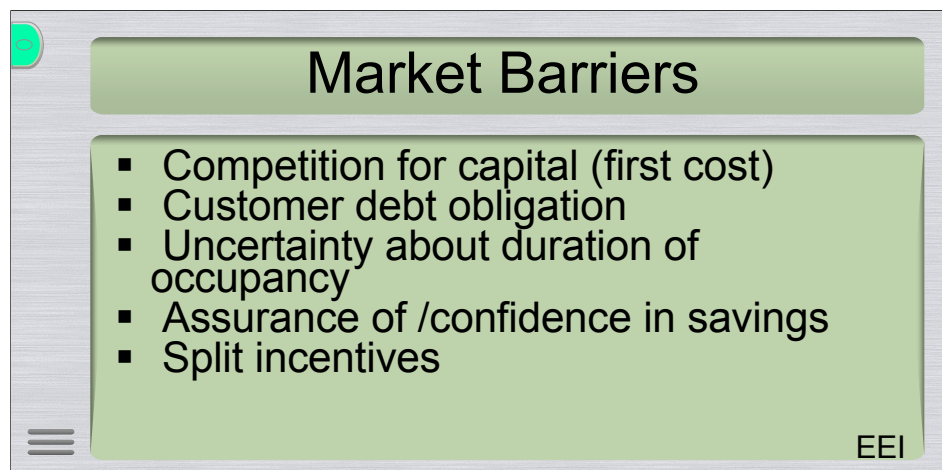 Market Barriers
▪ Competition for capital (first cost)
▪ Customer debt obligation
▪ Uncertainty about duration of
occupancy
▪ Assurance of /confidence in savings
▪ Split incentives
EEI